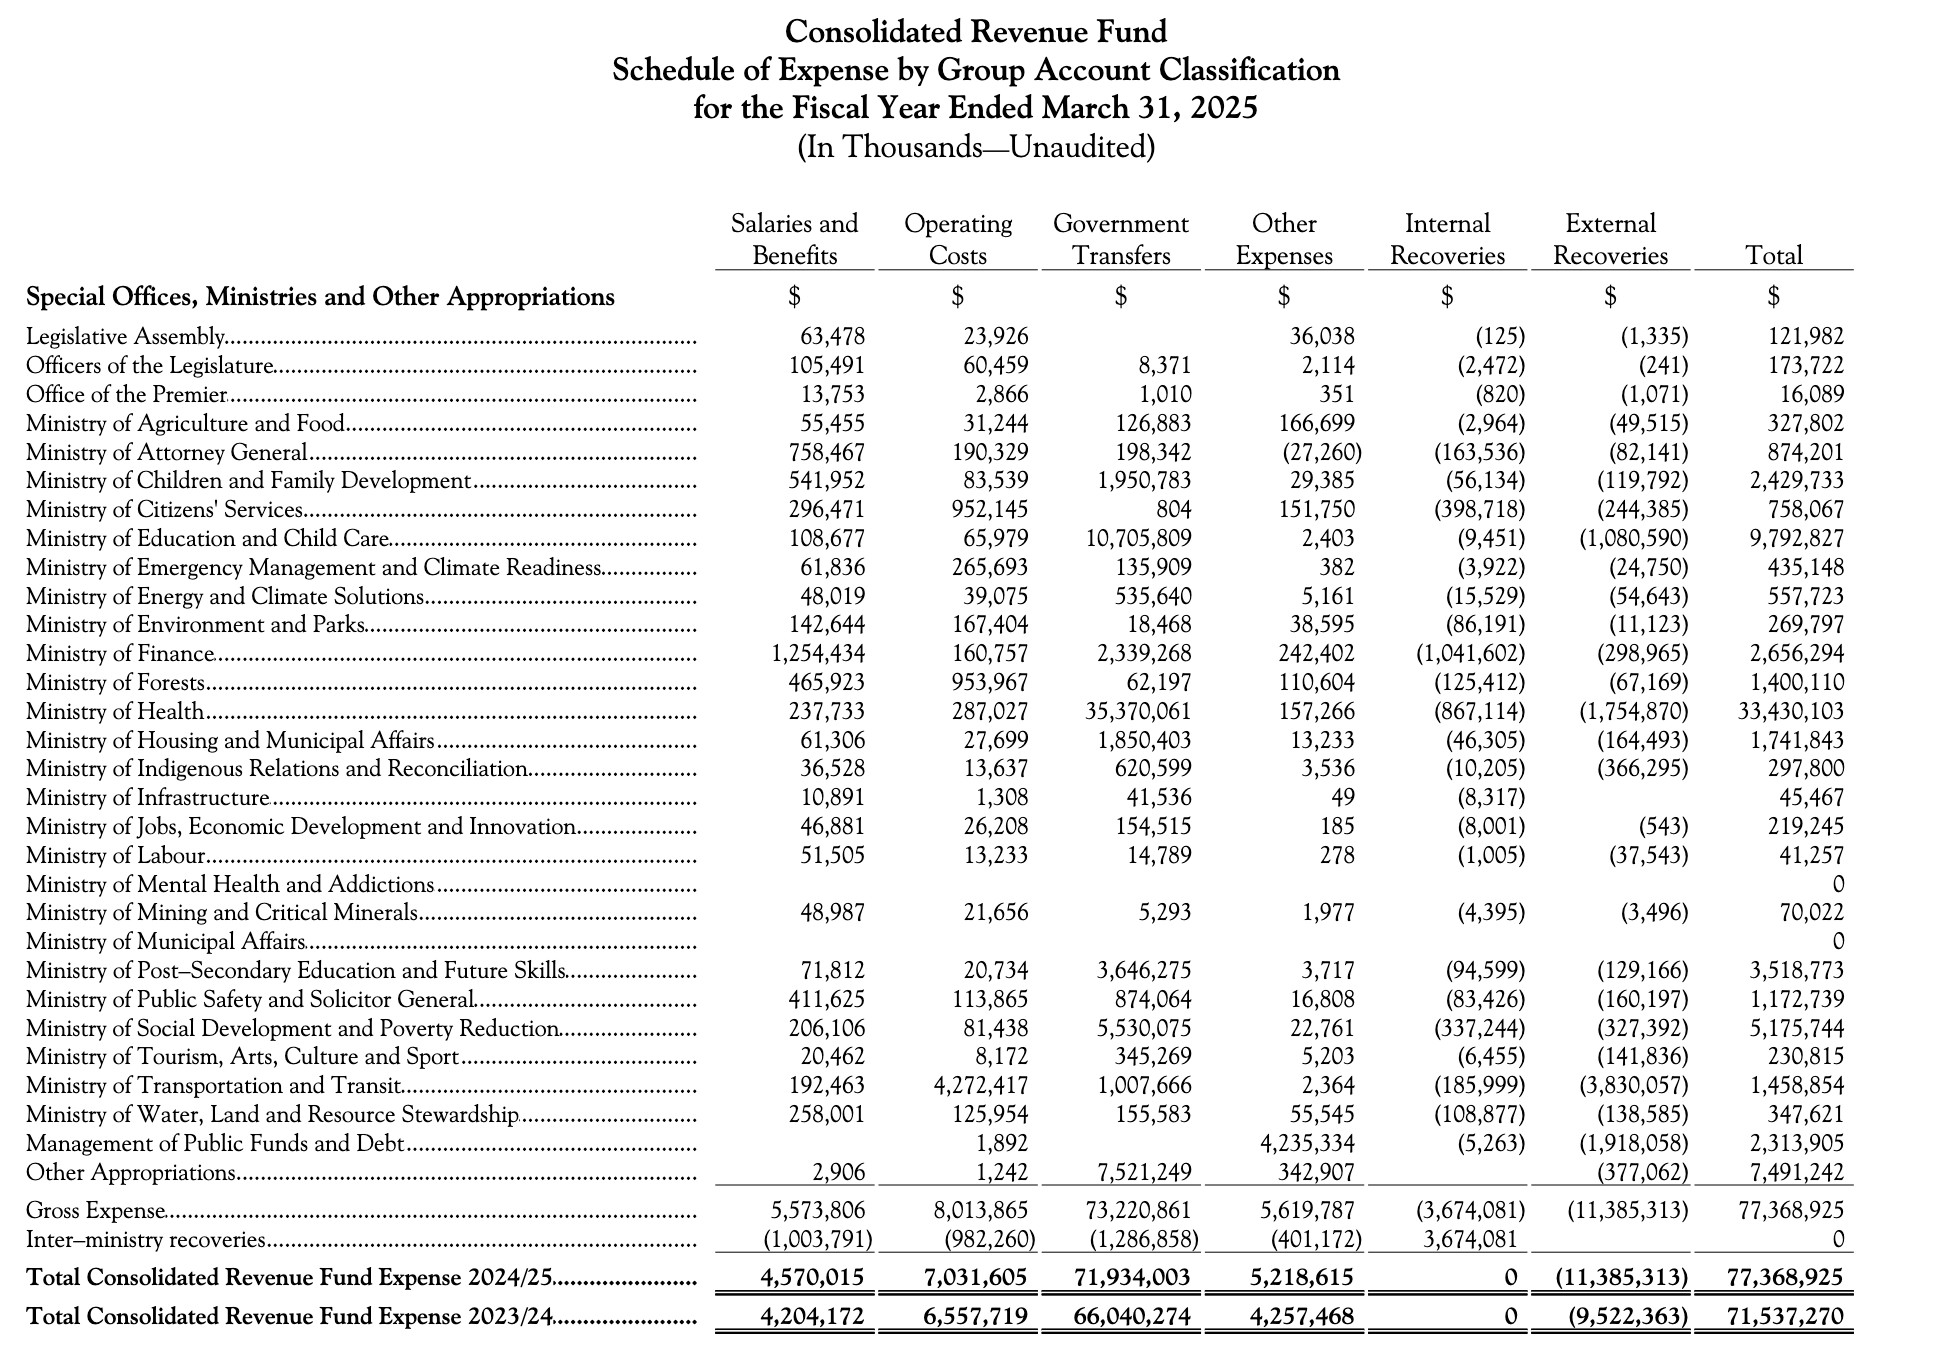 Consolidated Revenue Fund
Schedule of Expense by Group Account Classification
for the Fiscal Year Ended March 31, 2025
(In Thousands—Unaudited)
Salaries and Operating Government Other Internal External
Benefits Costs Transfers Expenses Recoveries Recoveries Total
Special Offices, Ministries and Other Appropriations $ $ $ $ $ $ $
Legislative Assembly 63,478 23,926 36,038 (125) (1,335) 121,982
Officers of the Legislature 105,491 60,459 8,371 2,114 (2,472) (241) 173,722
Office of the Premier 13,753 2,866 1,010 351 (820) (1,071) 16,089
Ministry of Agriculture and Food 55,455 31,244 126,883 166,699 (2,964) (49,515) 327,802
Ministry of Attorney General 758,467 190,329 198,342 (27,260) (163,536) (82,141) 874,201
Ministry of Children and Family Development 541,952 83,539 1,950,783 29,385 (56,134) (119,792) 2,429,733
Ministry of Citizens' Services 296,471 952,145 804 151,750 (398,718) (244,385) 758,067
Ministry of Education and Child Care 108,677 65,979 10,705,809 2,403 (9,451) (1,080,590) 9,792,827
Ministry of Emergency Management and Climate Readiness 61,836 265,693 135,909 382 (3,922) (24,750) 435,148
Ministry of Energy and Climate Solutions 48,019 39,075 535,640 5,161 (15,529) (54,643) 557,723
Ministry of Environment and Parks 142,644 167,404 18,468 38,595 (86,191) (11,123) 269,797
Ministry of Finance 1,254,434 160,757 2,339,268 242,402 (1,041,602) (298,965) 2,656,294
Ministry of Forests 465,923 953,967 62,197 110,604 (125,412) (67,169) 1,400,110
Ministry of Health 237,733 287,027 35,370,061 157,266 (867,114) (1,754,870) 33,430,103
Ministry of Housing and Municipal Affairs 61,306 27,699 1,850,403 13,233 (46,305) (164,493) 1,741,843
Ministry of Indigenous Relations and Reconciliation 36,528 13,637 620,599 3,536 (10,205) (366,295) 297,800
Ministry of Infrastructure 10,891 1,308 41,536 49 (8,317) 45,467
Ministry of Jobs, Economic Development and Innovation 46,881 26,208 154,515 185 (8,001) (543) 219,245
Ministry of Labour 51,505 13,233 14,789 278 (1,005) (37,543) 41,257
Ministry of Mental Health and Addictions 0
Ministry of Mining and Critical Minerals 48,987 21,656 5,293 1,977 (4,395) (3,496) 70,022
Ministry of Municipal Affairs 0
Ministry of Post–Secondary Education and Future Skills 71,812 20,734 3,646,275 3,717 (94,599) (129,166) 3,518,773
Ministry of Public Safety and Solicitor General 411,625 113,865 874,064 16,808 (83,426) (160,197) 1,172,739
Ministry of Social Development and Poverty Reduction 206,106 81,438 5,530,075 22,761 (337,244) (327,392) 5,175,744
Ministry of Tourism, Arts, Culture and Sport 20,462 8,172 345,269 5,203 (6,455) (141,836) 230,815
Ministry of Transportation and Transit 192,463 4,272,417 1,007,666 2,364 (185,999) (3,830,057) 1,458,854
Ministry of Water, Land and Resource Stewardship 258,001 125,954 155,583 55,545 (108,877) (138,585) 347,621
Management of Public Funds and Debt 1,892 4,235,334 (5,263) (1,918,058) 2,313,905
Other Appropriations 2,906 1,242 7,521,249 342,907 (377,062) 7,491,242
Gross Expense 5,573,806 8,013,865 73,220,861 5,619,787 (3,674,081) (11,385,313) 77,368,925
Inter–ministry recoveries (1,003,791) (982,260) (1,286,858) (401,172) 3,674,081 0
Total Consolidated Revenue Fund Expense 2024/25 4,570,015 7,031,605 71,934,003 5,218,615 0 (11,385,313) 77,368,925
Total Consolidated Revenue Fund Expense 2023/24 4,204,172 6,557,719 66,040,274 4,257,468 0 (9,522,363) 71,537,270